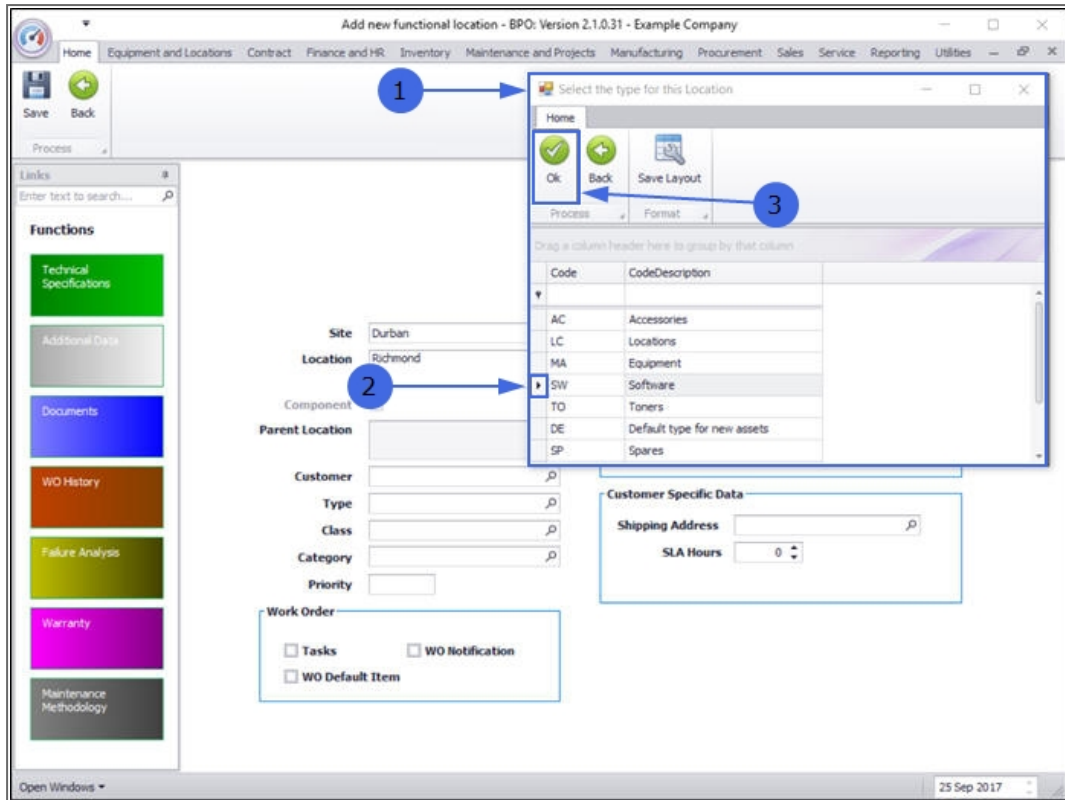 Add new functional location - BPO: Version 2.1.0.31 - Example Company
Home Equipment and Locations Contract Finance and HR Inventory Maintenance and Projects Manufacturing Procurement Sales Service Reporting Utilities
Save Back
Process
1
Select the type for this Location
Home
Ok Back Save Layout
3
Process Format
Drag a column header here to group by that column
Code CodeDescription
AC Accessories
LC Locations
MA Equipment
2
SW Software
TO Toners
DE Default type for new assets
SP Spares
Links
Enter text to search...
Functions
Technical
Specifications
Additional Data
Documents
WO History
Failure Analysis
Warranty
Maintenance
Methodology
Site Durban
Location Richmond
Component
Parent Location
Customer
Type
Class
Category
Priority
Work Order
Tasks WO Notification
WO Default Item
Customer Specific Data
Shipping Address
SLA Hours 0
Open Windows
25 Sep 2017